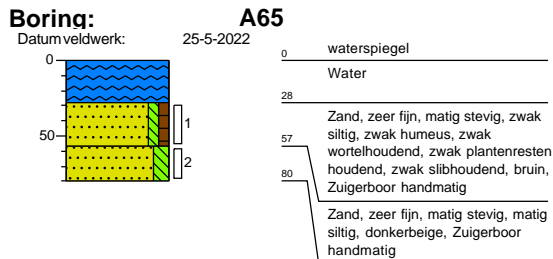 Boring: A65
Datum veldwerk: 25-5-2022
0
50
1
2
0 waterspiegel
Water
28
Zand, zeer fijn, matig stevig, zwak
siltig, zwak humeus, zwak
wortelhoudend, zwak plantenresten
houdend, zwak slibhoudend, bruin,
Zuigerboor handmatig
57
80
Zand, zeer fijn, matig stevig, matig
siltig, donkerbeige, Zuigerboor
handmatig